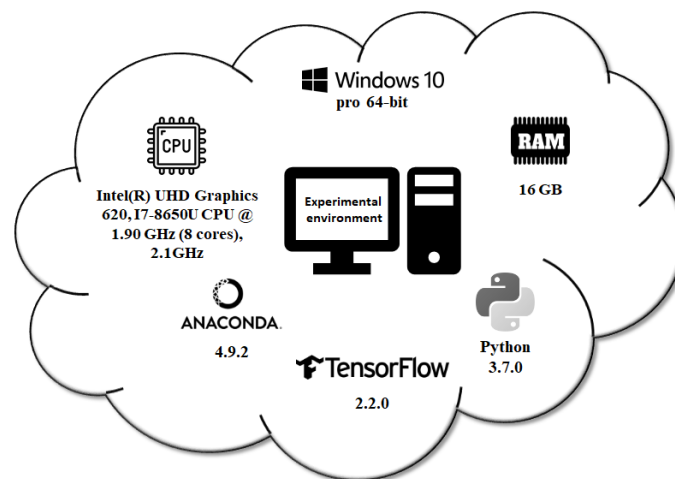 Windows 10
pro 64-bit
CPU
RAM
Intel(R) UHD Graphics
620, I7-8650U CPU @
1.90 GHz (8 cores),
2.1GHz
Experimental
environment
16 GB
ANACONDA.
4.9.2
TensorFlow
2.2.0
Python
3.7.0